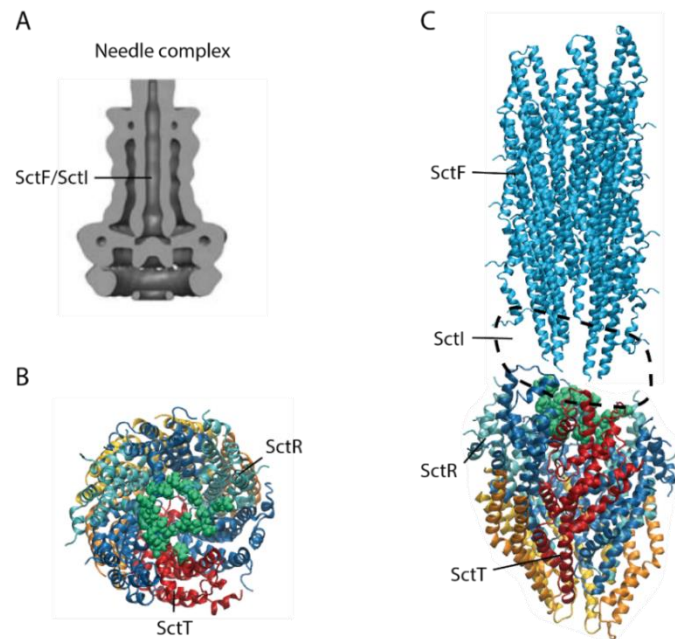 A
Needle complex
SctF/SctI
B
SctR
SctT
C
SctF
SctI
SctR
SctT